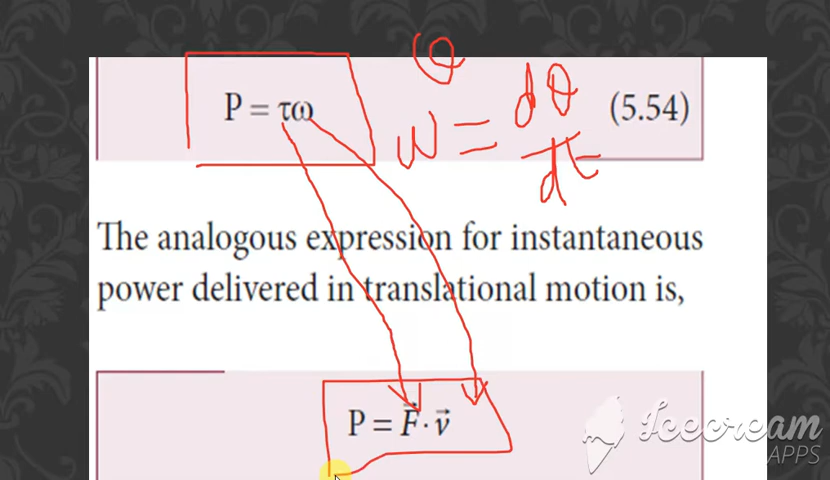 P = τω
ω = dθ/dt
(5.54)
The analogous expression for instantaneous
power delivered in translational motion is,
P = F⃗ · v⃗
Icecream
APPS